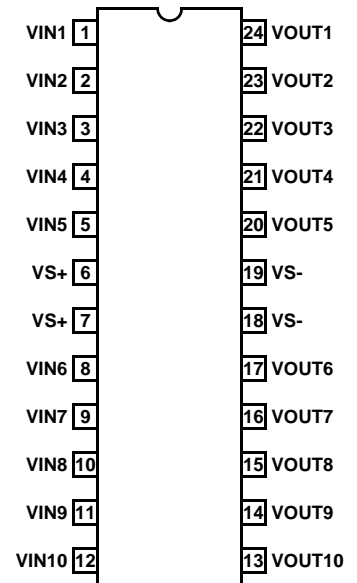 VIN1 1 24 VOUT1
VIN2 2 23 VOUT2
VIN3 3 22 VOUT3
VIN4 4 21 VOUT4
VIN5 5 20 VOUT5
VS+ 6 19 VS-
VS+ 7 18 VS-
VIN6 8 17 VOUT6
VIN7 9 16 VOUT7
VIN8 10 15 VOUT8
VIN9 11 14 VOUT9
VIN10 12 13 VOUT10